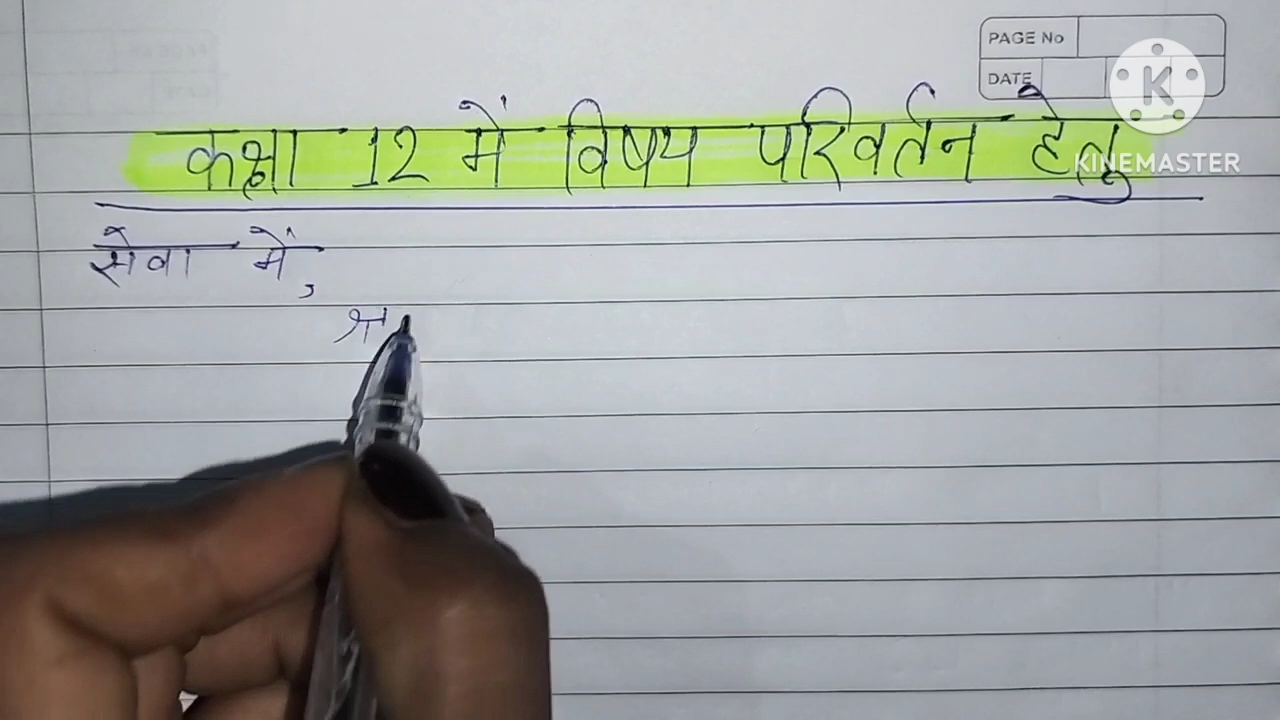 PAGE No
DATE
K
KINEMASTER
कक्षा 12 में विषय परिवर्तन हेतु
सेवा में,